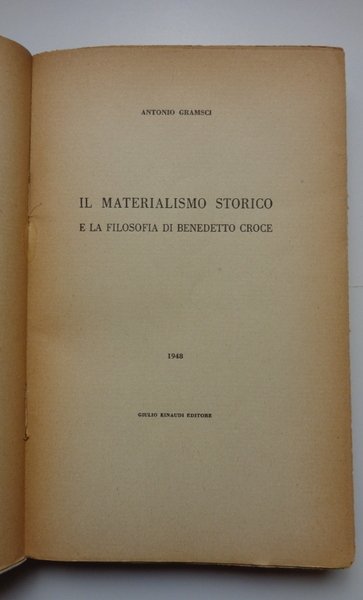 ANTONIO GRAMSCI
IL MATERIALISMO STORICO
E LA FILOSOFIA DI BENEDETTO CROCE
1948
GIULIO EINAUDI EDITORE